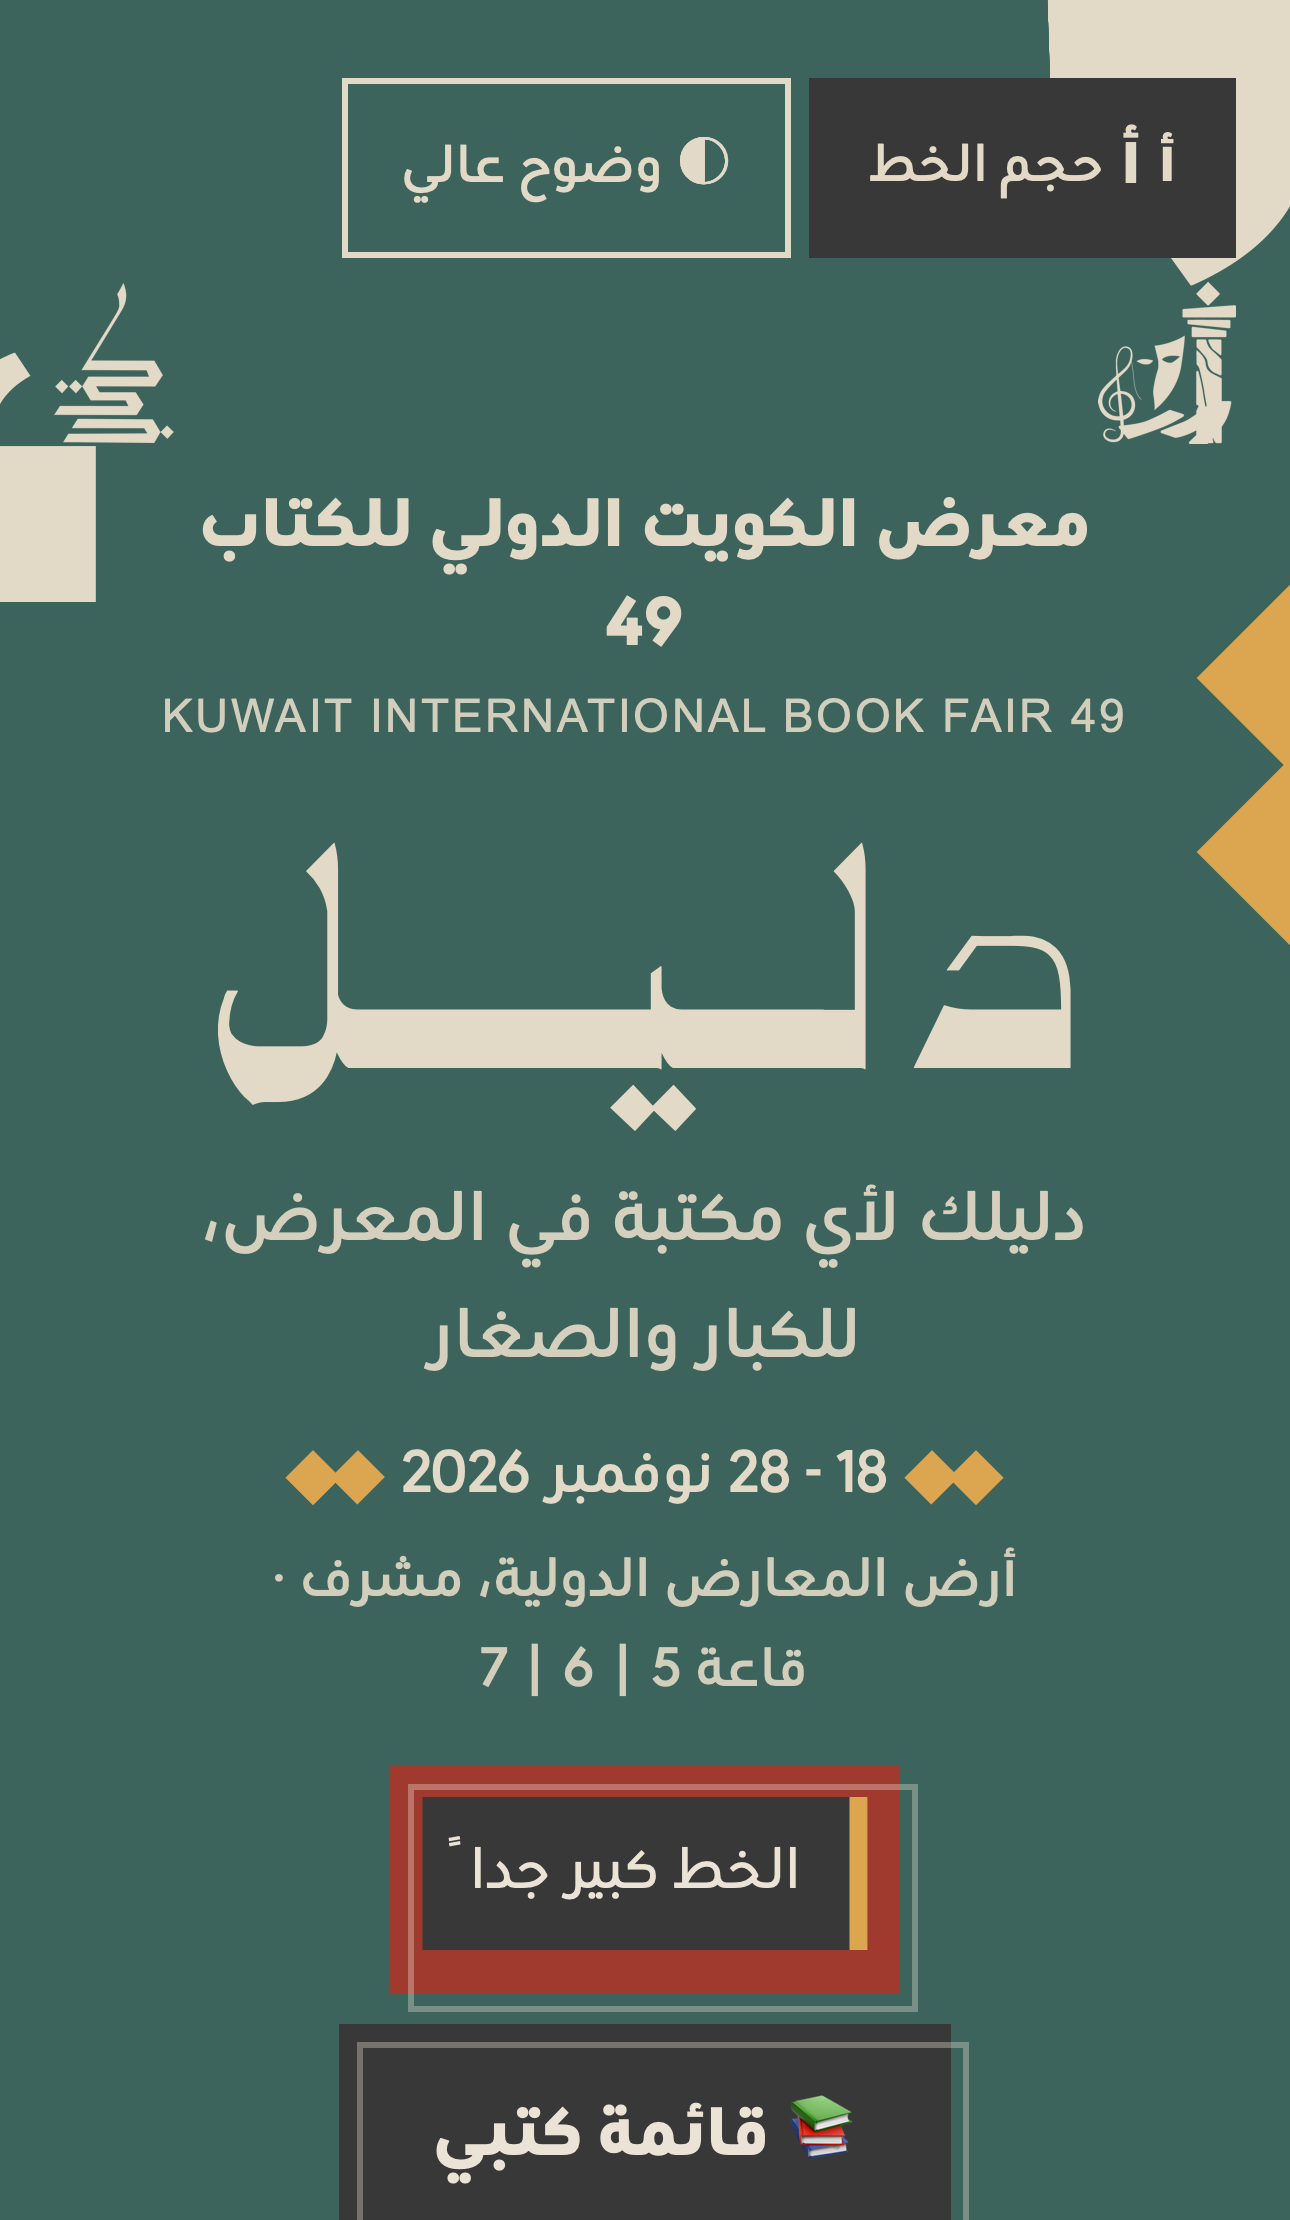 أ أ حجم الخط
وضوح عالي
معرض الكويت الدولي للكتاب
49
KUWAIT INTERNATIONAL BOOK FAIR 49
دليل
دليلك لأي مكتبة في المعرض،
للكبار والصغار
18 - 28 نوفمبر 2026
أرض المعارض الدولية، مشرف ·
قاعة 5 | 6 | 7
الخط كبير جداً
قائمة كتبي